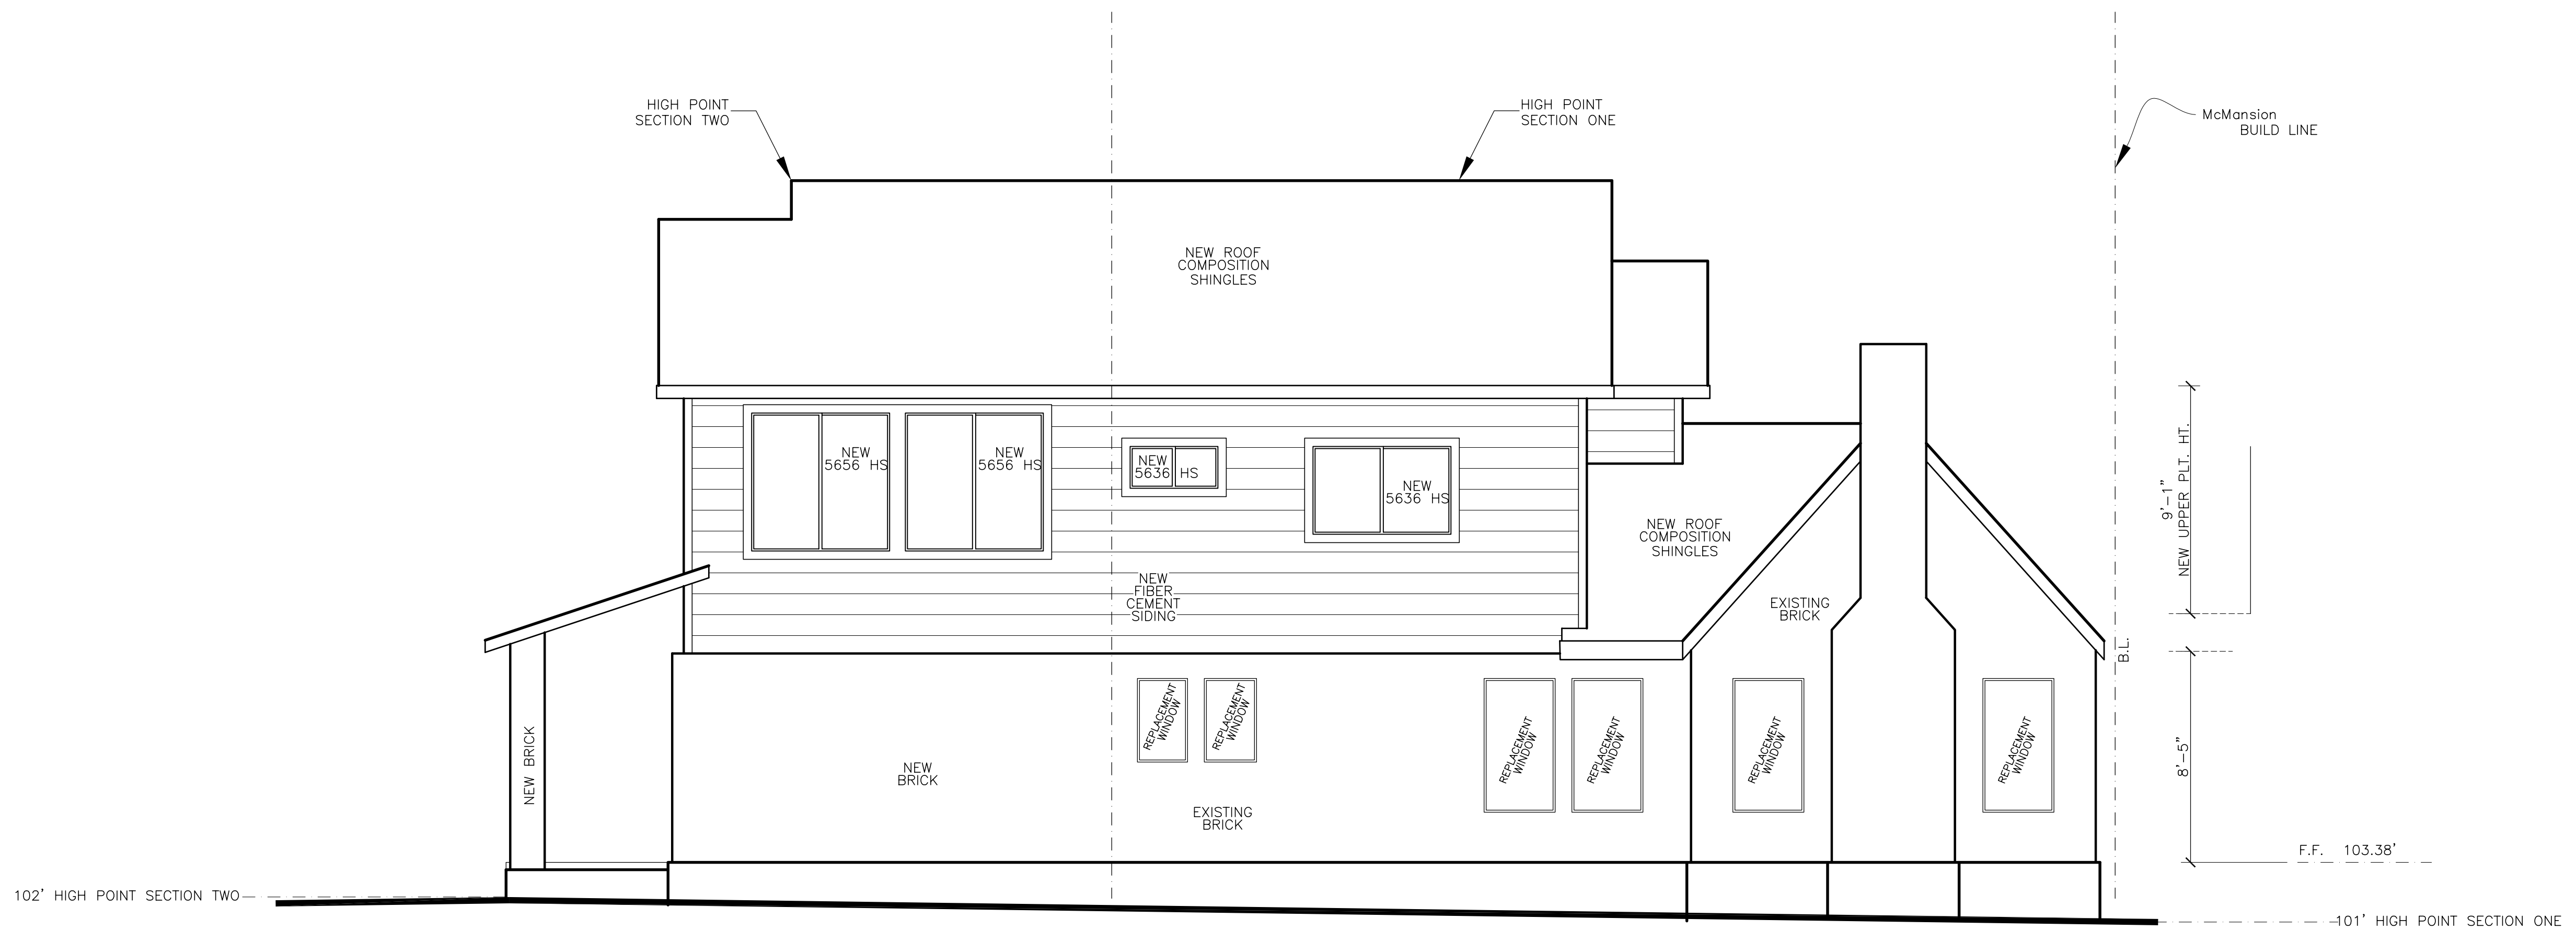 HIGH POINT
SECTION TWO
HIGH POINT
SECTION ONE
McMansion
BUILD LINE
NEW ROOF
COMPOSITION
SHINGLES
NEW
5656 HS
NEW
5656 HS
NEW
5636 HS
NEW
5636 HS
NEW ROOF
COMPOSITION
SHINGLES
9'-1"
NEW UPPER PLT. HT.
NEW
FIBER
CEMENT
SIDING
EXISTING
BRICK
B.L.
REPLACEMENT
WINDOW
REPLACEMENT
WINDOW
REPLACEMENT
WINDOW
REPLACEMENT
WINDOW
REPLACEMENT
WINDOW
REPLACEMENT
WINDOW
8'-5"
NEW BRICK
NEW
BRICK
EXISTING
BRICK
F.F. 103.38'
102' HIGH POINT SECTION TWO
101' HIGH POINT SECTION ONE